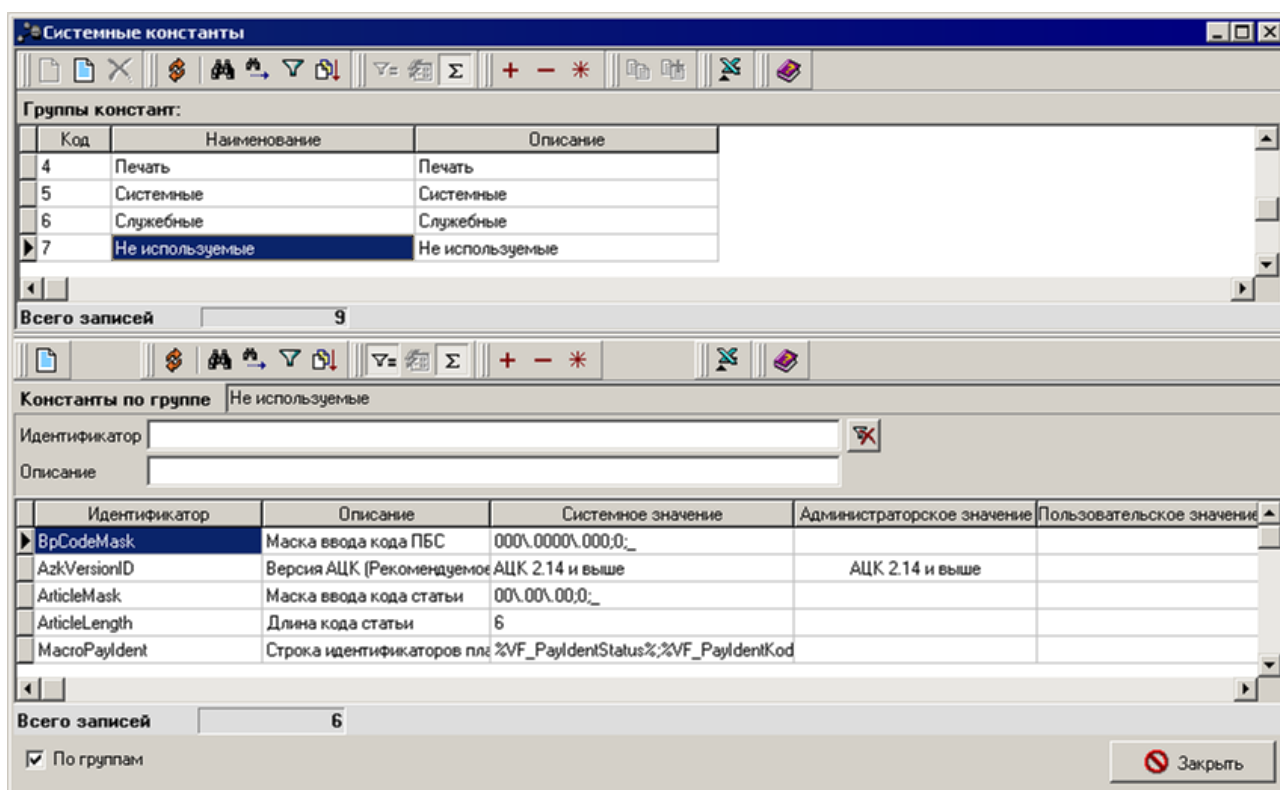 Системные константы
Группы констант:
Код Наименование Описание
4 Печать Печать
5 Системные Системные
6 Служебные Служебные
7 Не используемые Не используемые
Всего записей 9
Константы по группе Не используемые
Идентификатор
Описание
Идентификатор Описание Системное значение Администраторское значение Пользовательское значение
BpCodeMask Маска ввода кода ПБС 000\.0000\.000;0;_
AzkVersionID Версия АЦК (Рекомендуемое АЦК 2.14 и выше АЦК 2.14 и выше
ArticleMask Маска ввода кода статьи 00\.00\.00;0;_
ArticleLength Длина кода статьи 6
MacroPayIdent Строка идентификаторов пла %VF_PayIdentStatus%;%VF_PayIdentKod
Всего записей 6
По группам
Закрыть